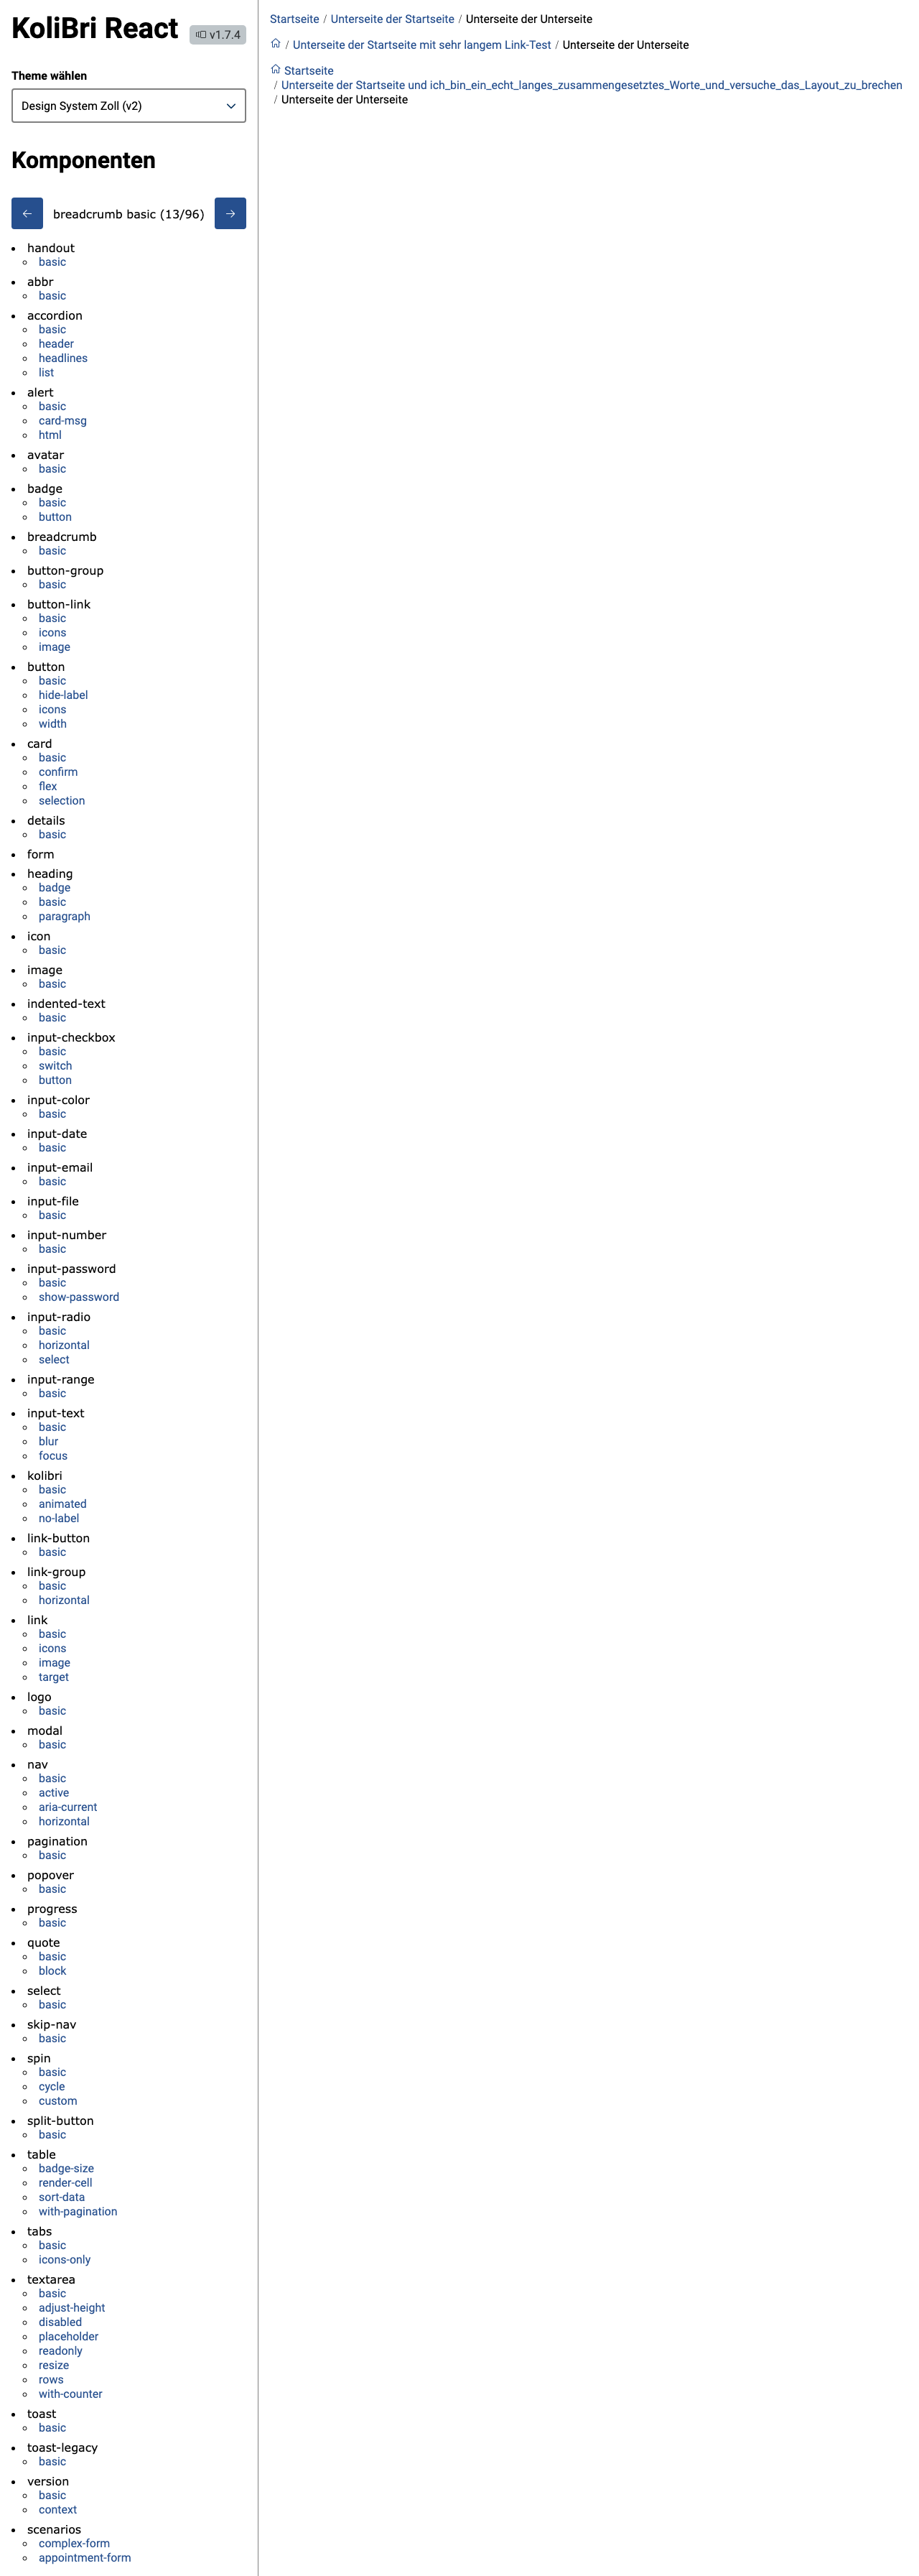 KoliBri React
v1.7.4
Theme wählen
Design System Zoll (v2)
Komponenten
breadcrumb basic (13/96)
handout
basic
abbr
basic
accordion
basic
header
headlines
list
alert
basic
card-msg
html
avatar
basic
badge
basic
button
breadcrumb
basic
button-group
basic
button-link
basic
icons
image
button
basic
hide-label
icons
width
card
basic
confirm
flex
selection
details
basic
form
heading
badge
basic
paragraph
icon
basic
image
basic
indented-text
basic
input-checkbox
basic
switch
button
input-color
basic
input-date
basic
input-email
basic
input-file
basic
input-number
basic
input-password
basic
show-password
input-radio
basic
horizontal
select
input-range
basic
input-text
basic
blur
focus
kolibri
basic
animated
no-label
link-button
basic
link-group
basic
horizontal
link
basic
icons
image
target
logo
basic
modal
basic
nav
basic
active
aria-current
horizontal
pagination
basic
popover
basic
progress
basic
quote
basic
block
select
basic
skip-nav
basic
spin
basic
cycle
custom
split-button
basic
table
badge-size
render-cell
sort-data
with-pagination
tabs
basic
icons-only
textarea
basic
adjust-height
disabled
placeholder
readonly
resize
rows
with-counter
toast
basic
toast-legacy
basic
version
basic
context
scenarios
complex-form
appointment-form
Startseite / Unterseite der Startseite / Unterseite der Unterseite
/ Unterseite der Startseite mit sehr langem Link-Test / Unterseite der Unterseite
Startseite
/ Unterseite der Startseite und ich_bin_ein_echt_langes_zusammengesetztes_Worte_und_versuche_das_Layout_zu_brechen
/ Unterseite der Unterseite